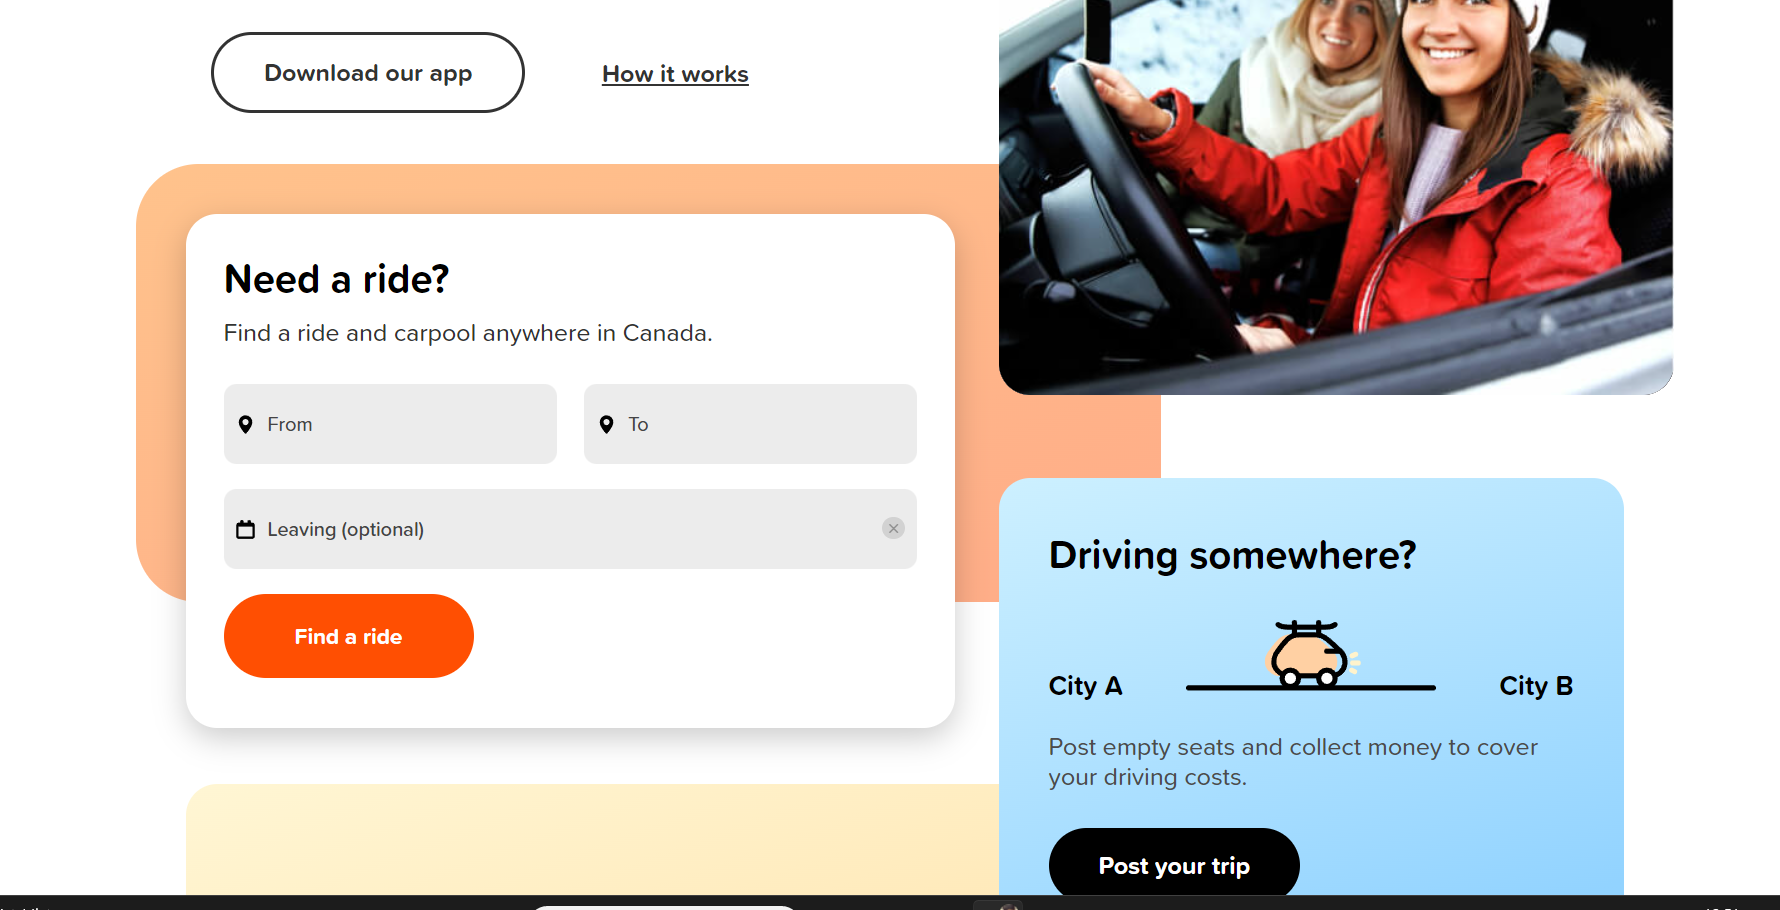 Download our app
How it works
Need a ride?
Find a ride and carpool anywhere in Canada.
From
To
Leaving (optional)
Find a ride
Driving somewhere?
City A
City B
Post empty seats and collect money to cover
your driving costs.
Post your trip